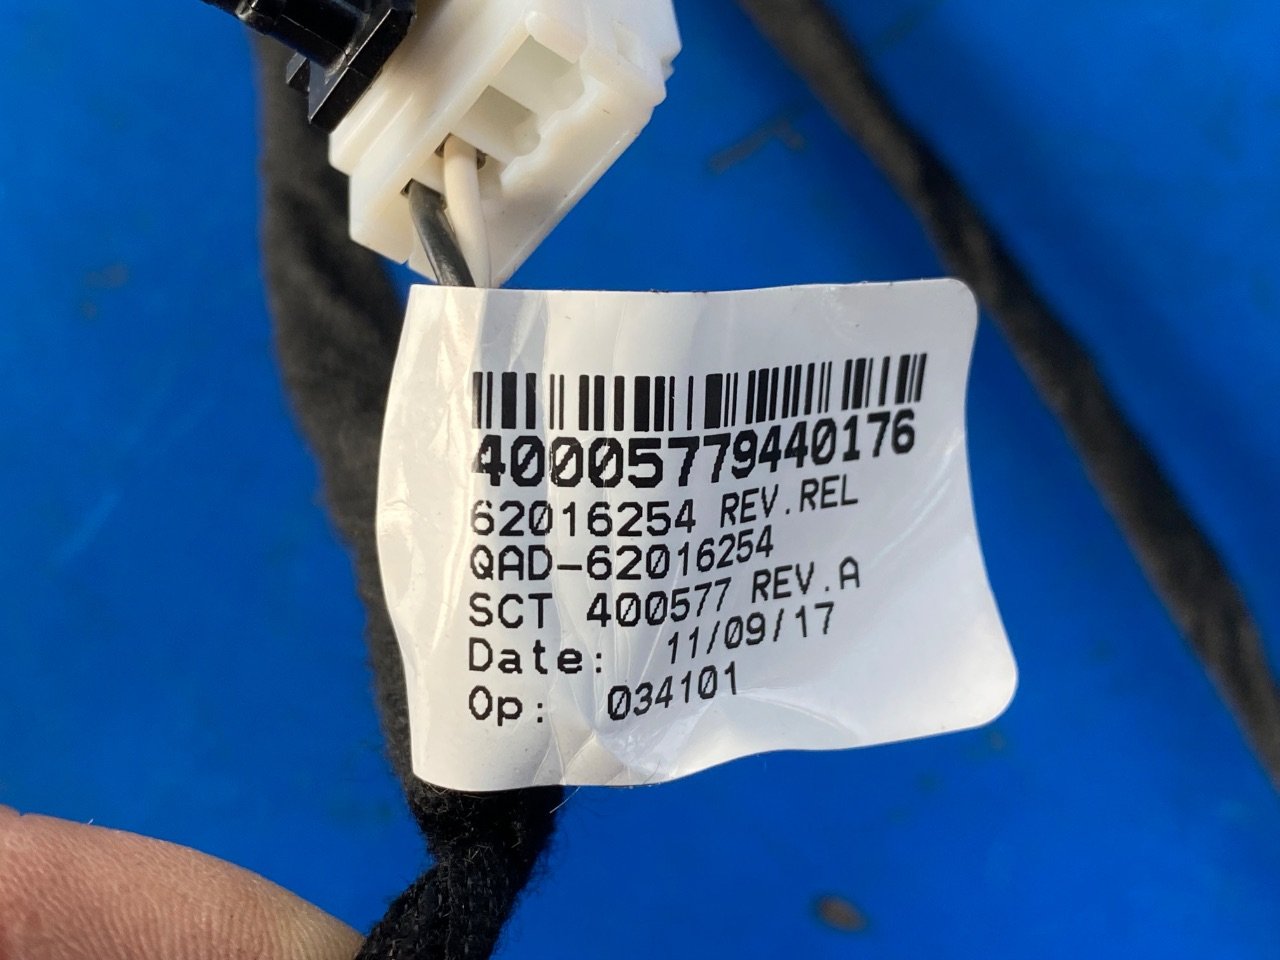 40005779440176
62016254 REV.REL
QAD-62016254
SCT 400577 REV.A
Date: 11/09/17
Op: 034101